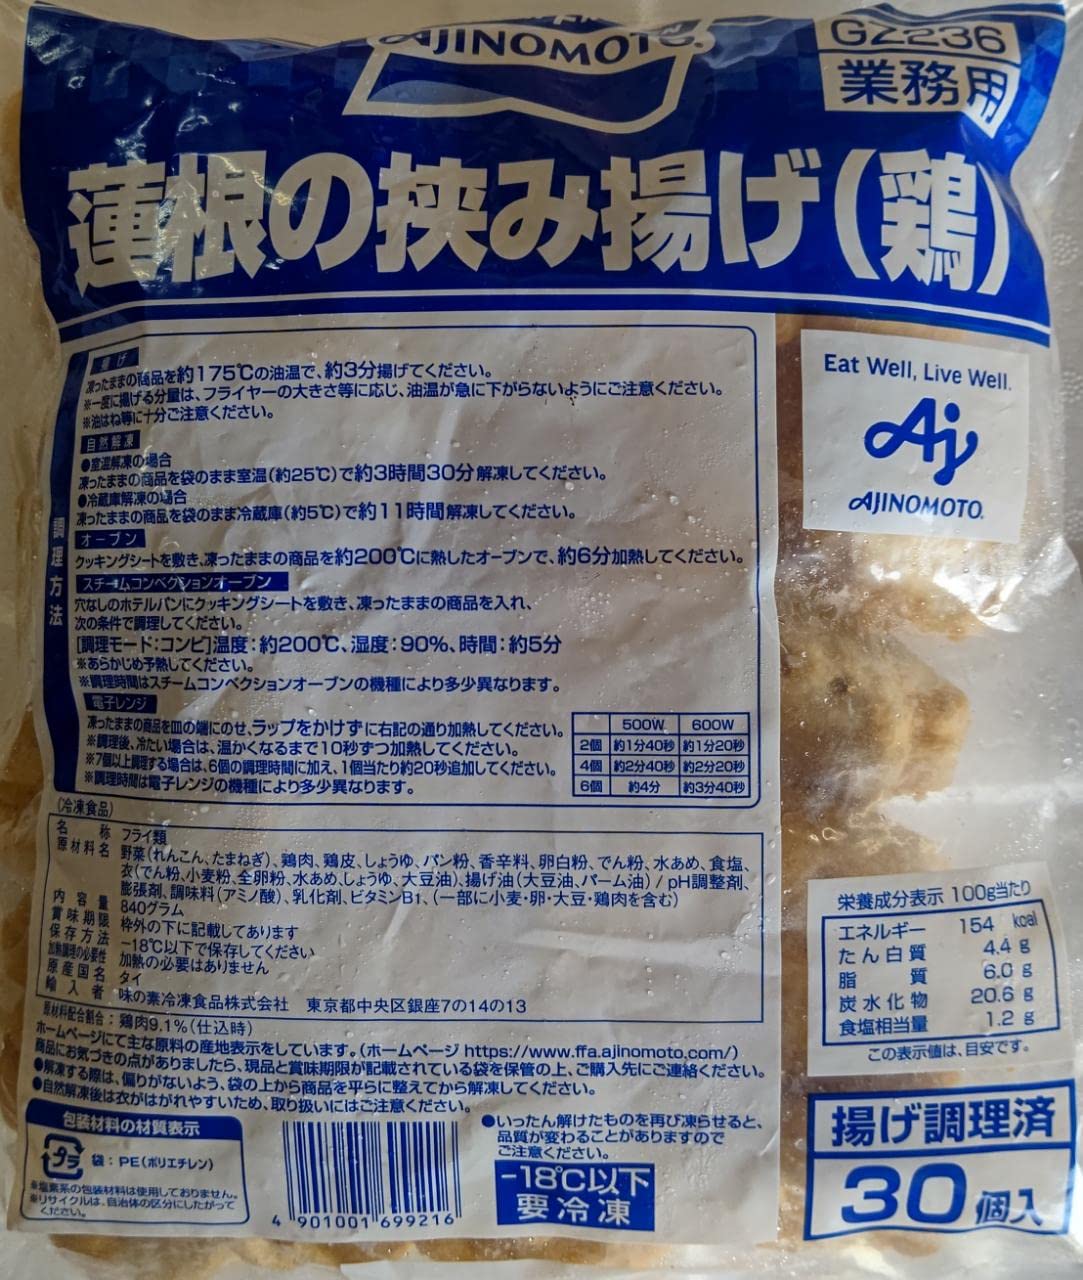 AJINOMOTO®
GZ236
業務用
蓮根の挟み揚げ(鶏)
Eat Well, Live Well.
Aj
AJINOMOTO®
調理方法
揚げ
凍ったままの商品を約175℃の油温で、約3分揚げてください。
※一度に揚げる分量は、フライヤーの大きさ等に応じ、油温が急に下がらないようにご注意ください。
※油はね等に十分ご注意ください。
自然解凍
●室温解凍の場合
凍ったままの商品を袋のまま室温(約25℃)で約3時間30分解凍してください。
●冷蔵庫解凍の場合
凍ったままの商品を袋のまま冷蔵庫(約5℃)で約11時間解凍してください。
オーブン
クッキングシートを敷き、凍ったままの商品を約200℃に熱したオーブンで、約6分加熱してください。
スチームコンベクションオーブン
穴なしのホテルパンにクッキングシートを敷き、凍ったままの商品を入れ、
次の条件で調理してください。
[調理モード:コンビ]温度:約200℃、湿度:90%、時間:約5分
※あらかじめ予熱してください。
※調理時間はスチームコンベクションオーブンの機種により多少異なります。
電子レンジ
凍ったままの商品を皿の端にのせ、ラップをかけずに右記の通り加熱してください。
※調理後、冷たい場合は、温かくなるまで10秒ずつ加熱してください。
※7個以上調理する場合は、6個の調理時間に加え、1個当たり約20秒追加してください。
※調理時間は電子レンジの機種により多少異なります。
500W 600W
2個 約1分40秒 約1分20秒
4個 約2分40秒 約2分20秒
6個 約4分 約3分40秒
(冷凍食品)
名称 フライ類
原材料名 野菜(れんこん、たまねぎ)、鶏肉、鶏皮、しょうゆ、パン粉、香辛料、卵白粉、でん粉、水あめ、食塩、
衣(でん粉、小麦粉、全卵粉、水あめ、しょうゆ、大豆油)、揚げ油(大豆油、パーム油)/pH調整剤、
膨張剤、調味料(アミノ酸)、乳化剤、ビタミンB1、(一部に小麦・卵・大豆・鶏肉を含む)
内容量 840グラム
賞味期限 枠外の下に記載してあります
保存方法 −18℃以下で保存してください
加熱調理の必要性 加熱の必要はありません
原産国名 タイ
輸入者 味の素冷凍食品株式会社 東京都中央区銀座7の14の13
原材料配合割合:鶏肉9.1%(仕込時)
ホームページにて主な原料の産地表示をしています。(ホームページ https://www.ffa.ajinomoto.com/)
商品にお気づきの点がありましたら、現品と賞味期限が記載されている袋を保管の上、ご購入先にご連絡ください。
●解凍する際は、偏りがないよう、袋の上から商品を平らに整えてから解凍してください。
●自然解凍後は衣がはがれやすいため、取り扱いにはご注意ください。
栄養成分表示 100g当たり
エネルギー 154 kcal
たん白質 4.4 g
脂質 6.0 g
炭水化物 20.6 g
食塩相当量 1.2 g
この表示値は、目安です。
包装材料の材質表示
プラ
袋:PE(ポリエチレン)
※塩素系の包装材料は使用しておりません。
※リサイクルは、自治体の区分にしたがって
ください。
4 901001 699216
●いったん解けたものを再び凍らせると、
品質が変わることがありますので
ご注意ください。
−18℃以下
要冷凍
揚げ調理済
30個入